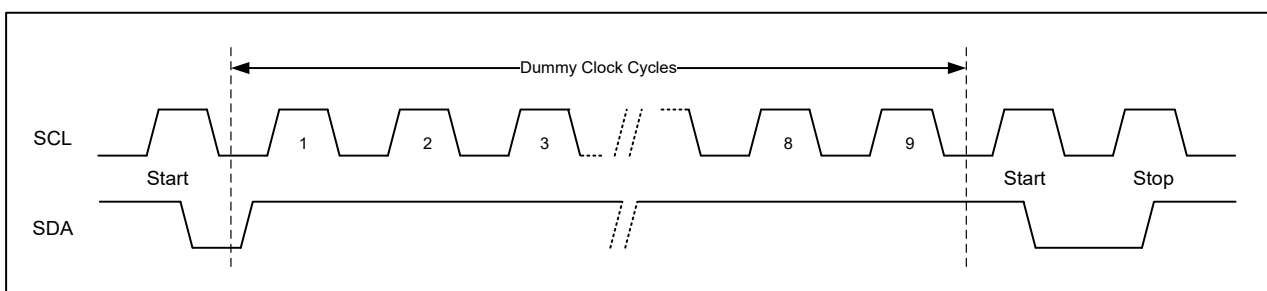 Dummy Clock Cycles
SCL
1 2 3 8 9
Start Start Stop
SDA